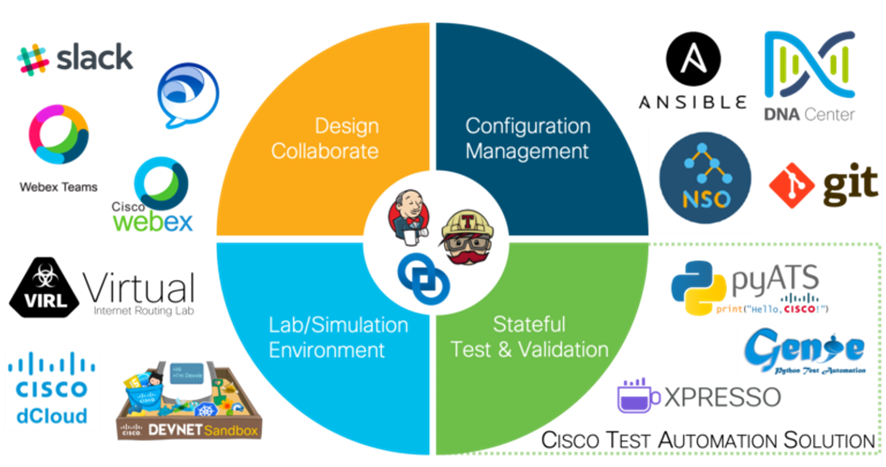 slack
Webex Teams
Cisco
webex
Design
Collaborate
Configuration
Management
ANSIBLE
DNA Center
NSO
git
T
VIRL
Virtual
Internet Routing Lab
CISCO
dCloud
CISCO
DEVNET Sandbox
Lab/Simulation
Environment
Stateful
Test & Validation
pyATS
print("Hello, CISCO!")
Genie
Python Test Automation
XPRESSO
CISCO TEST AUTOMATION SOLUTION